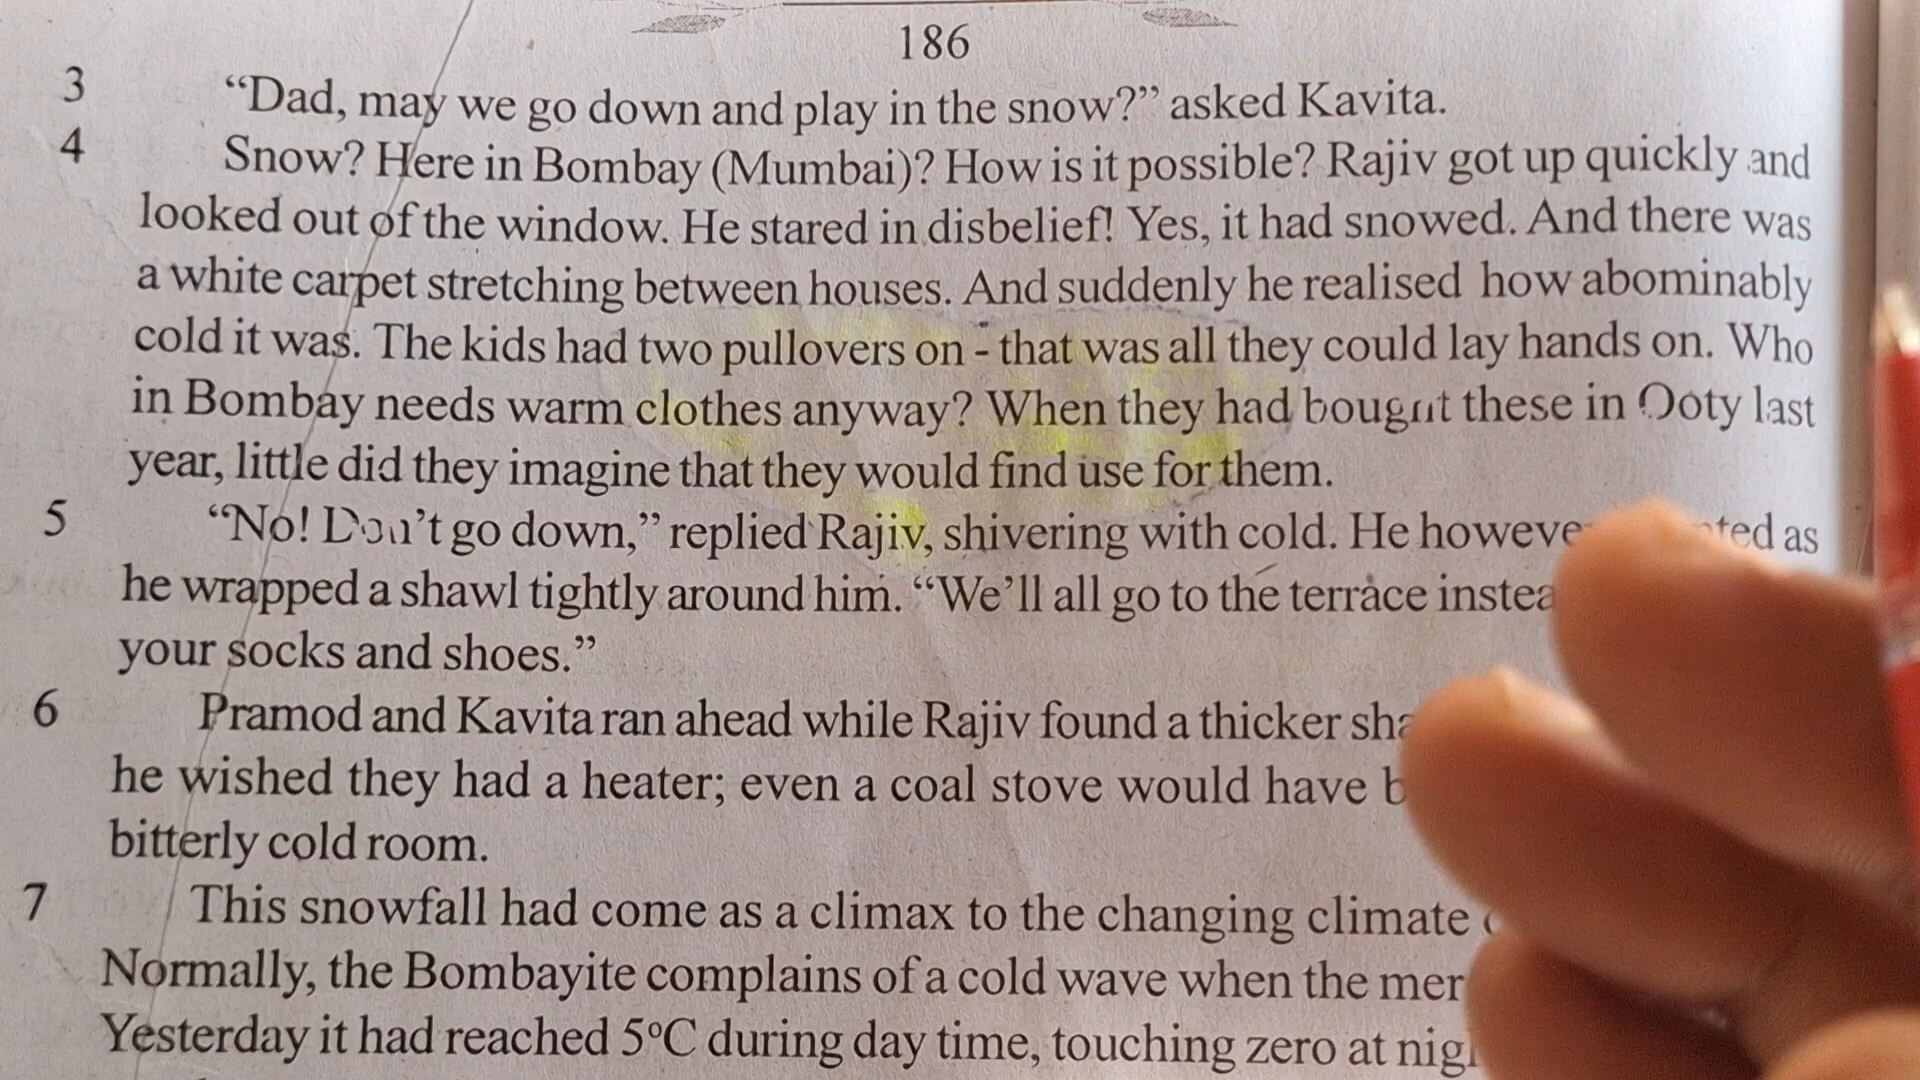 186
3 “Dad, may we go down and play in the snow?” asked Kavita.
4 Snow? Here in Bombay (Mumbai)? How is it possible? Rajiv got up quickly and
looked out of the window. He stared in disbelief! Yes, it had snowed. And there was
a white carpet stretching between houses. And suddenly he realised how abominably
cold it was. The kids had two pullovers on - that was all they could lay hands on. Who
in Bombay needs warm clothes anyway? When they had bought these in Ooty last
year, little did they imagine that they would find use for them.
5 “No! Don’t go down,” replied Rajiv, shivering with cold. He as
he wrapped a shawl tightly around him. “We’ll all go to the terrace
your socks and shoes.”
6 Pramod and Kavita ran ahead while Rajiv found a thicker
he wished they had a heater; even a coal stove would have
bitterly cold room.
7 This snowfall had come as a climax to the changing climate
Normally, the Bombayite complains of a cold wave when the
Yesterday it had reached 5°C during day time, touching zero at